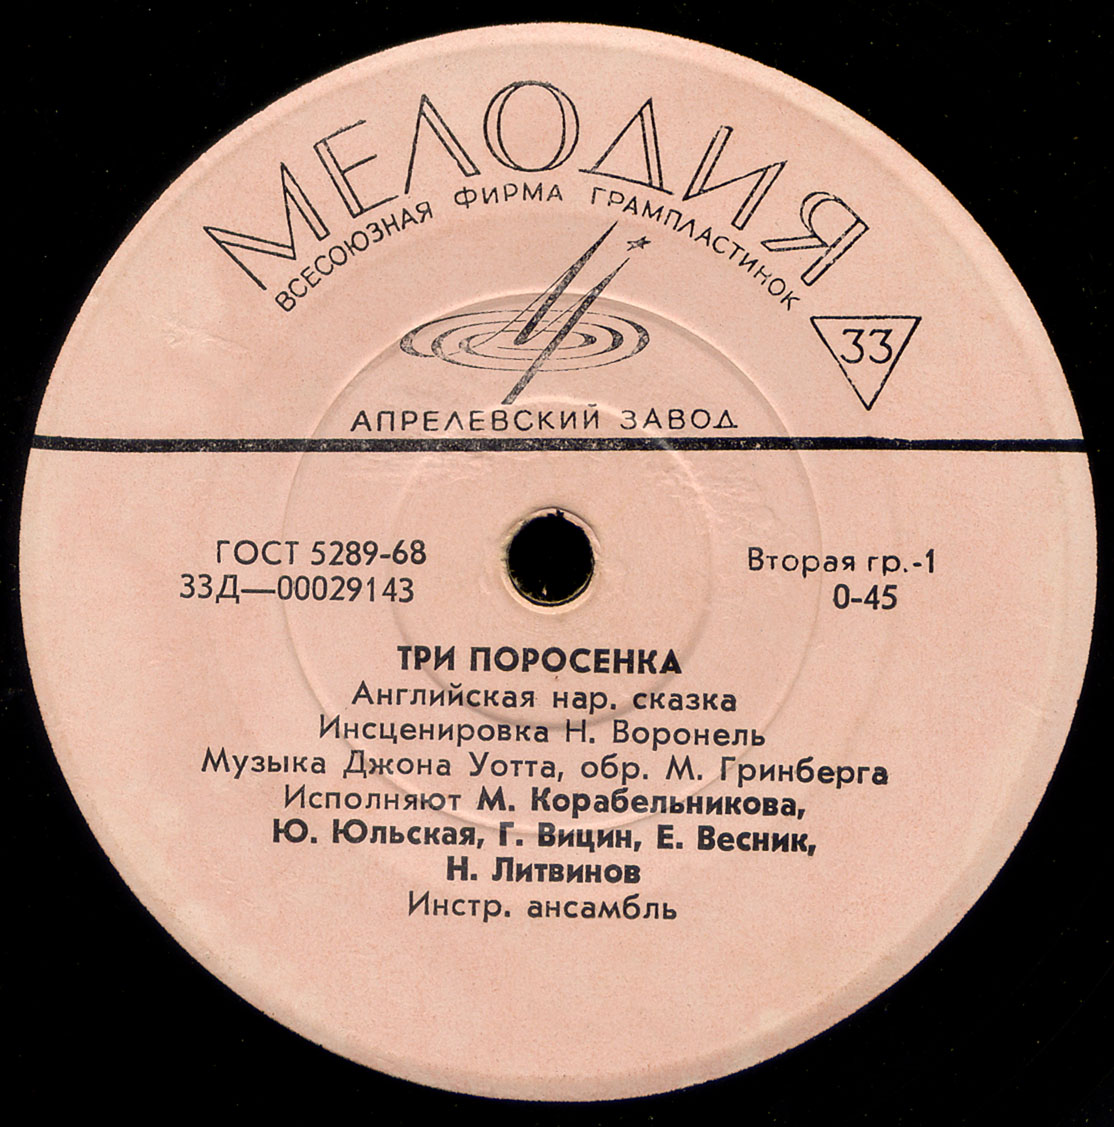 МЕЛОДИЯ
ВСЕСОЮЗНАЯ ФИРМА ГРАМПЛАСТИНОК
33
АПРЕЛЕВСКИЙ ЗАВОД
ГОСТ 5289-68
33Д—00029143
Вторая гр.-1
0-45
ТРИ ПОРОСЕНКА
Английская нар. сказка
Инсценировка Н. Воронель
Музыка Джона Уотта, обр. М. Гринберга
Исполняют М. Корабельникова,
Ю. Юльская, Г. Вицин, Е. Весник,
Н. Литвинов
Инстр. ансамбль